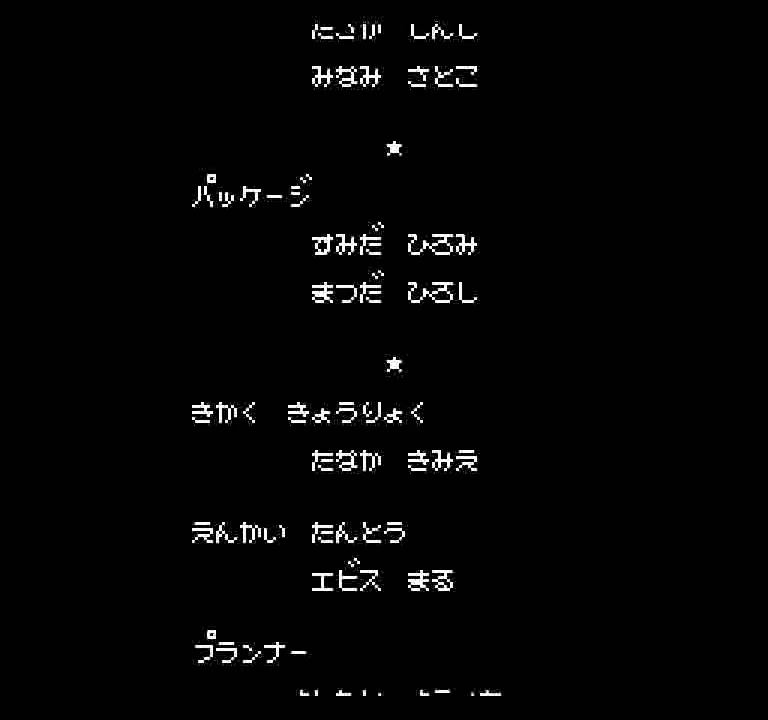 みなみ さとこ
★
パッケージ
すみだ ひろみ
まつだ ひろし
★
きかく きょうりょく
たなか きみえ
えんかい たんとう
エビス まる
プランナー